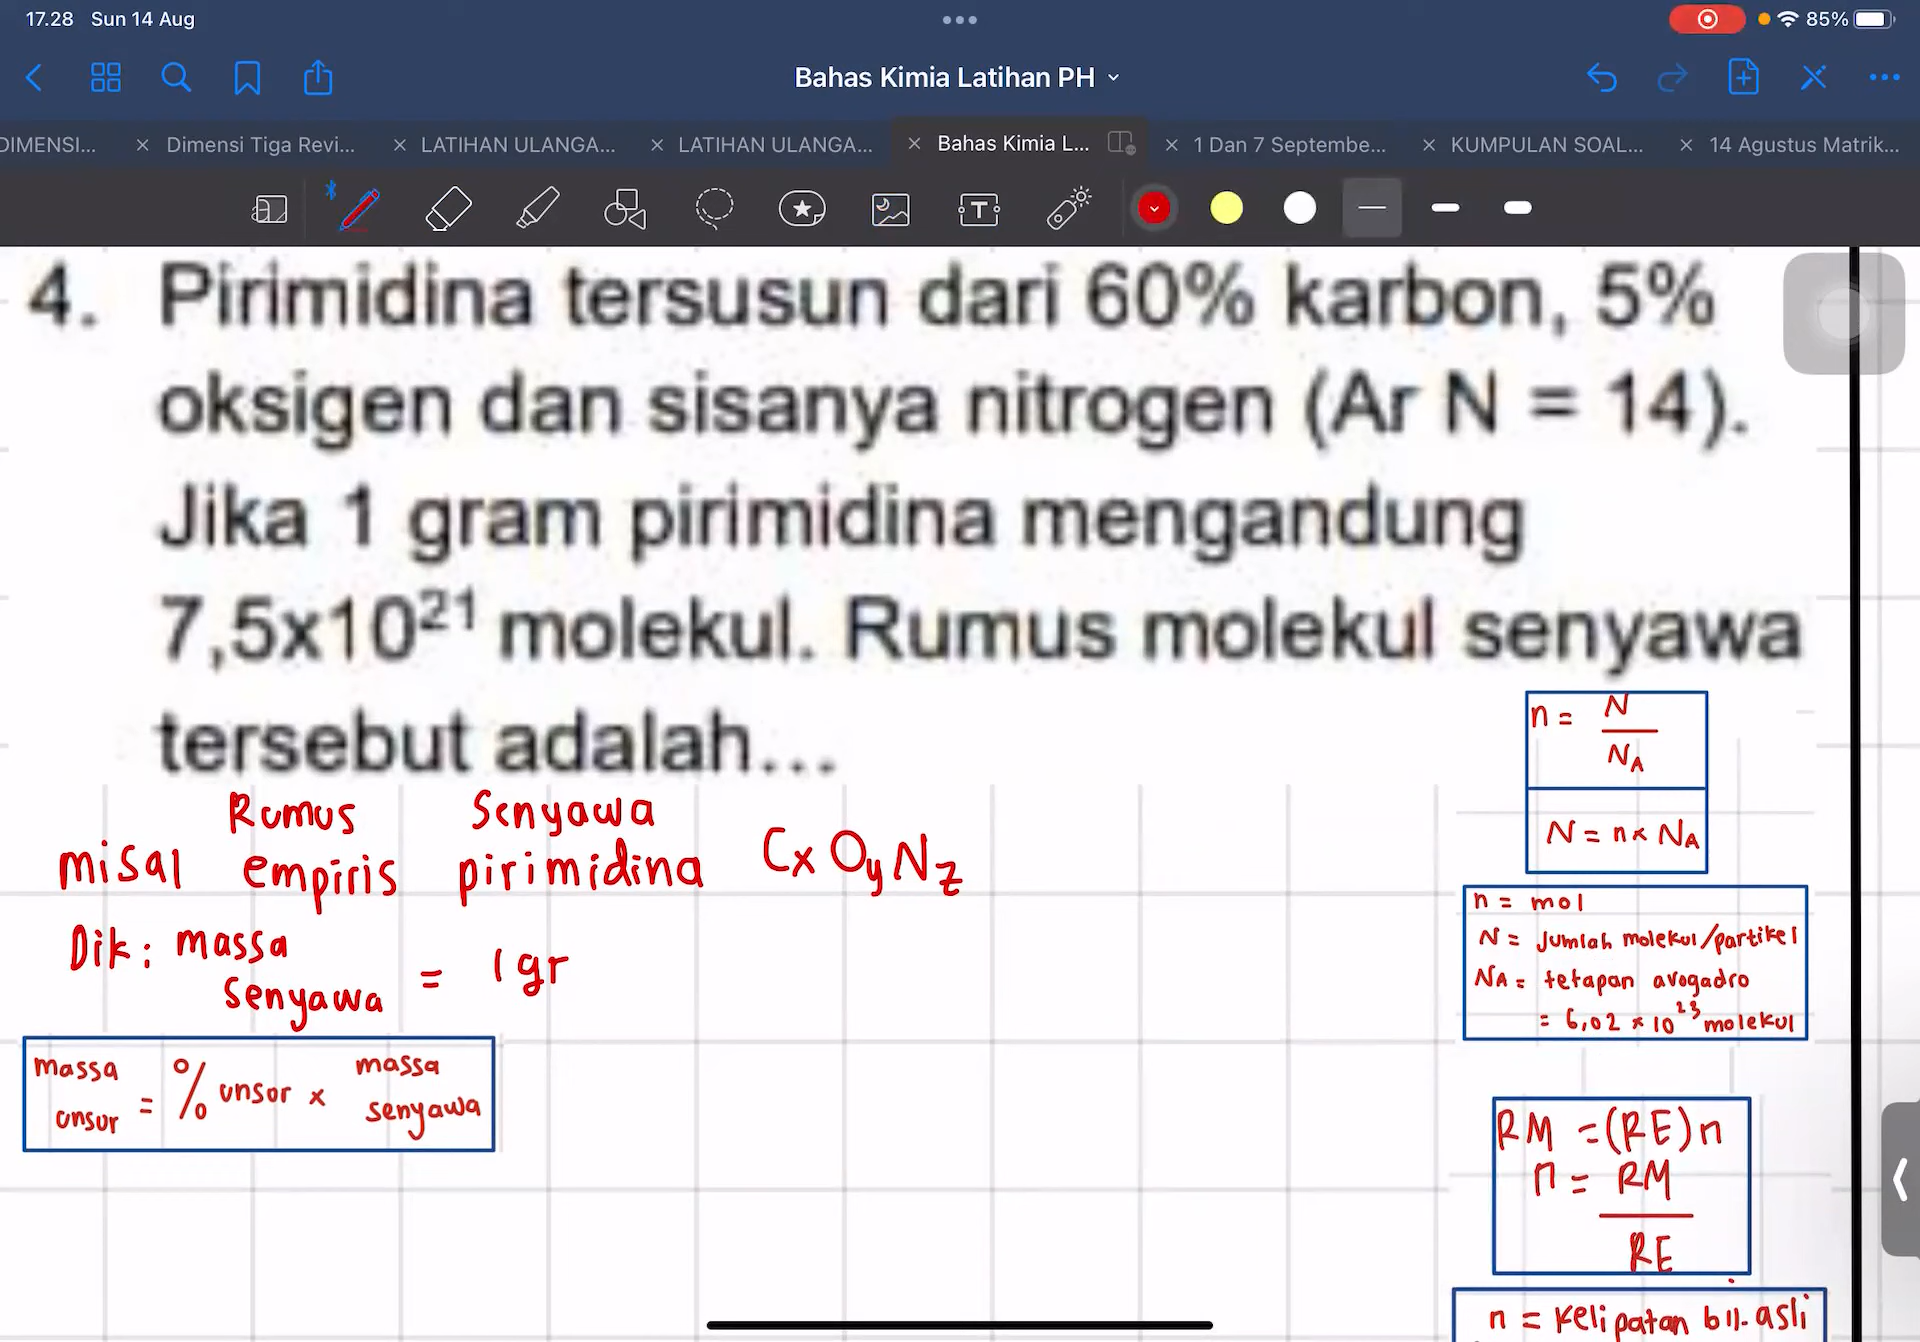 17.28 Sun 14 Aug
85%
Bahas Kimia Latihan PH
DIMENSI...
Dimensi Tiga Revi...
LATIHAN ULANGA...
LATIHAN ULANGA...
Bahas Kimia L...
1 Dan 7 Septembe...
KUMPULAN SOAL...
14 Agustus Matrik...
4. Pirimidina tersusun dari 60% karbon, 5%
oksigen dan sisanya nitrogen (Ar N = 14).
Jika 1 gram pirimidina mengandung
7,5x10²¹ molekul. Rumus molekul senyawa
tersebut adalah...
Rumus Senyawa
misal empiris pirimidina CxOyNz
Dik: massa
senyawa = 1 gr
massa unsur = % unsur x massa senyawa
n = N / NA
N = n x NA
n = mol
N = Jumlah molekul/partikel
NA = tetapan avogadro
= 6,02 x 10²³ molekul
RM = (RE)n
n = RM / RE
n = kelipatan bil. asli